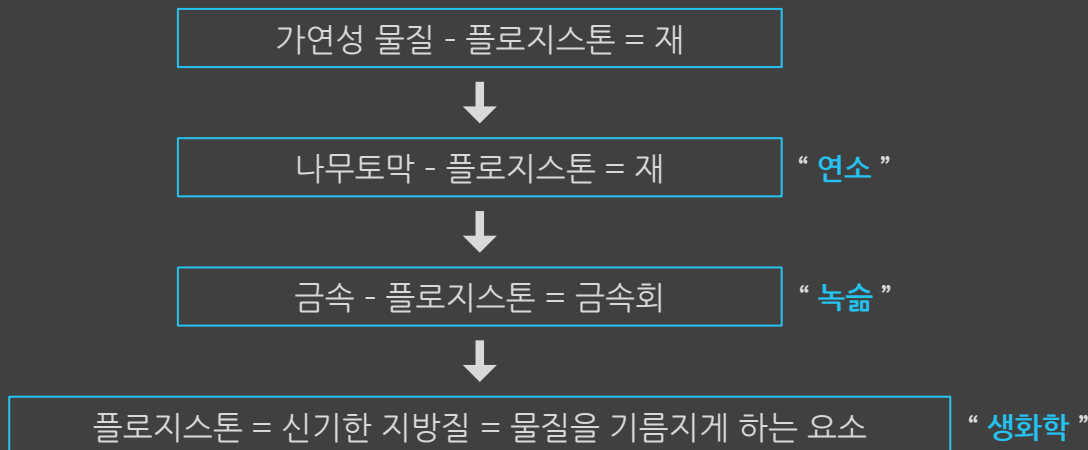 가연성 물질 - 플로지스톤 = 재
나무토막 - 플로지스톤 = 재 “ 연소 ”
금속 - 플로지스톤 = 금속회 “ 녹슮 ”
플로지스톤 = 신기한 지방질 = 물질을 기름지게 하는 요소 “ 생화학 ”